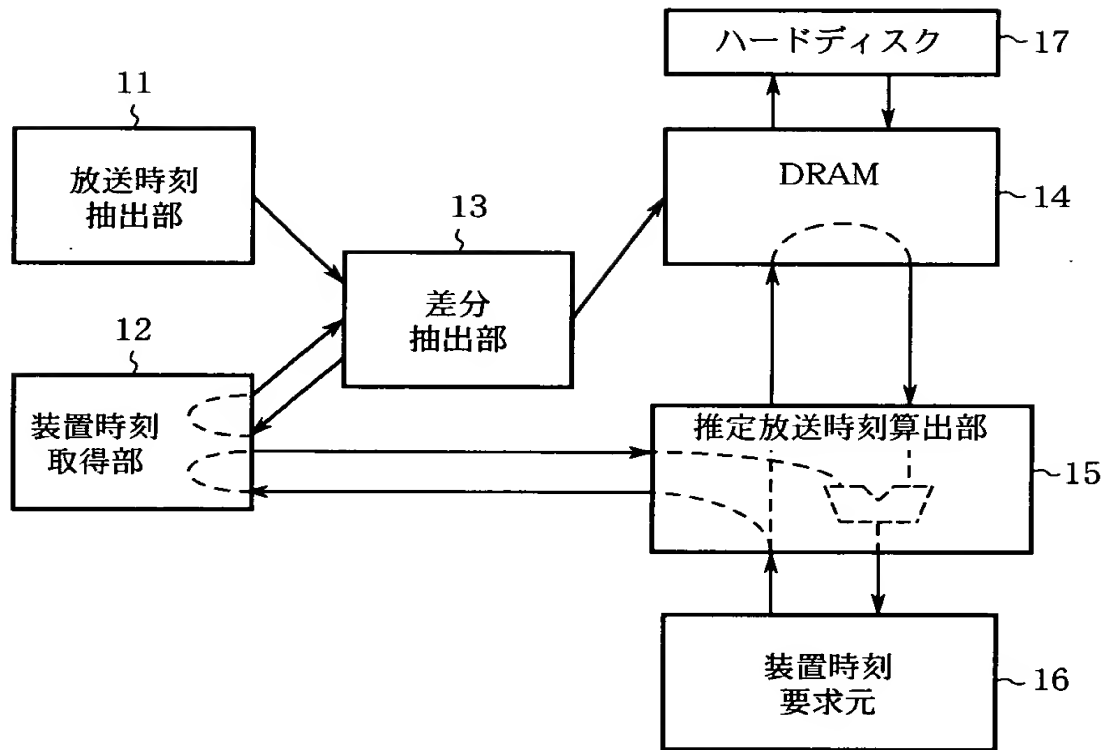 ハードディスク
17
11
放送時刻
抽出部
DRAM
14
13
差分
抽出部
12
装置時刻
取得部
推定放送時刻算出部
15
装置時刻
要求元
16